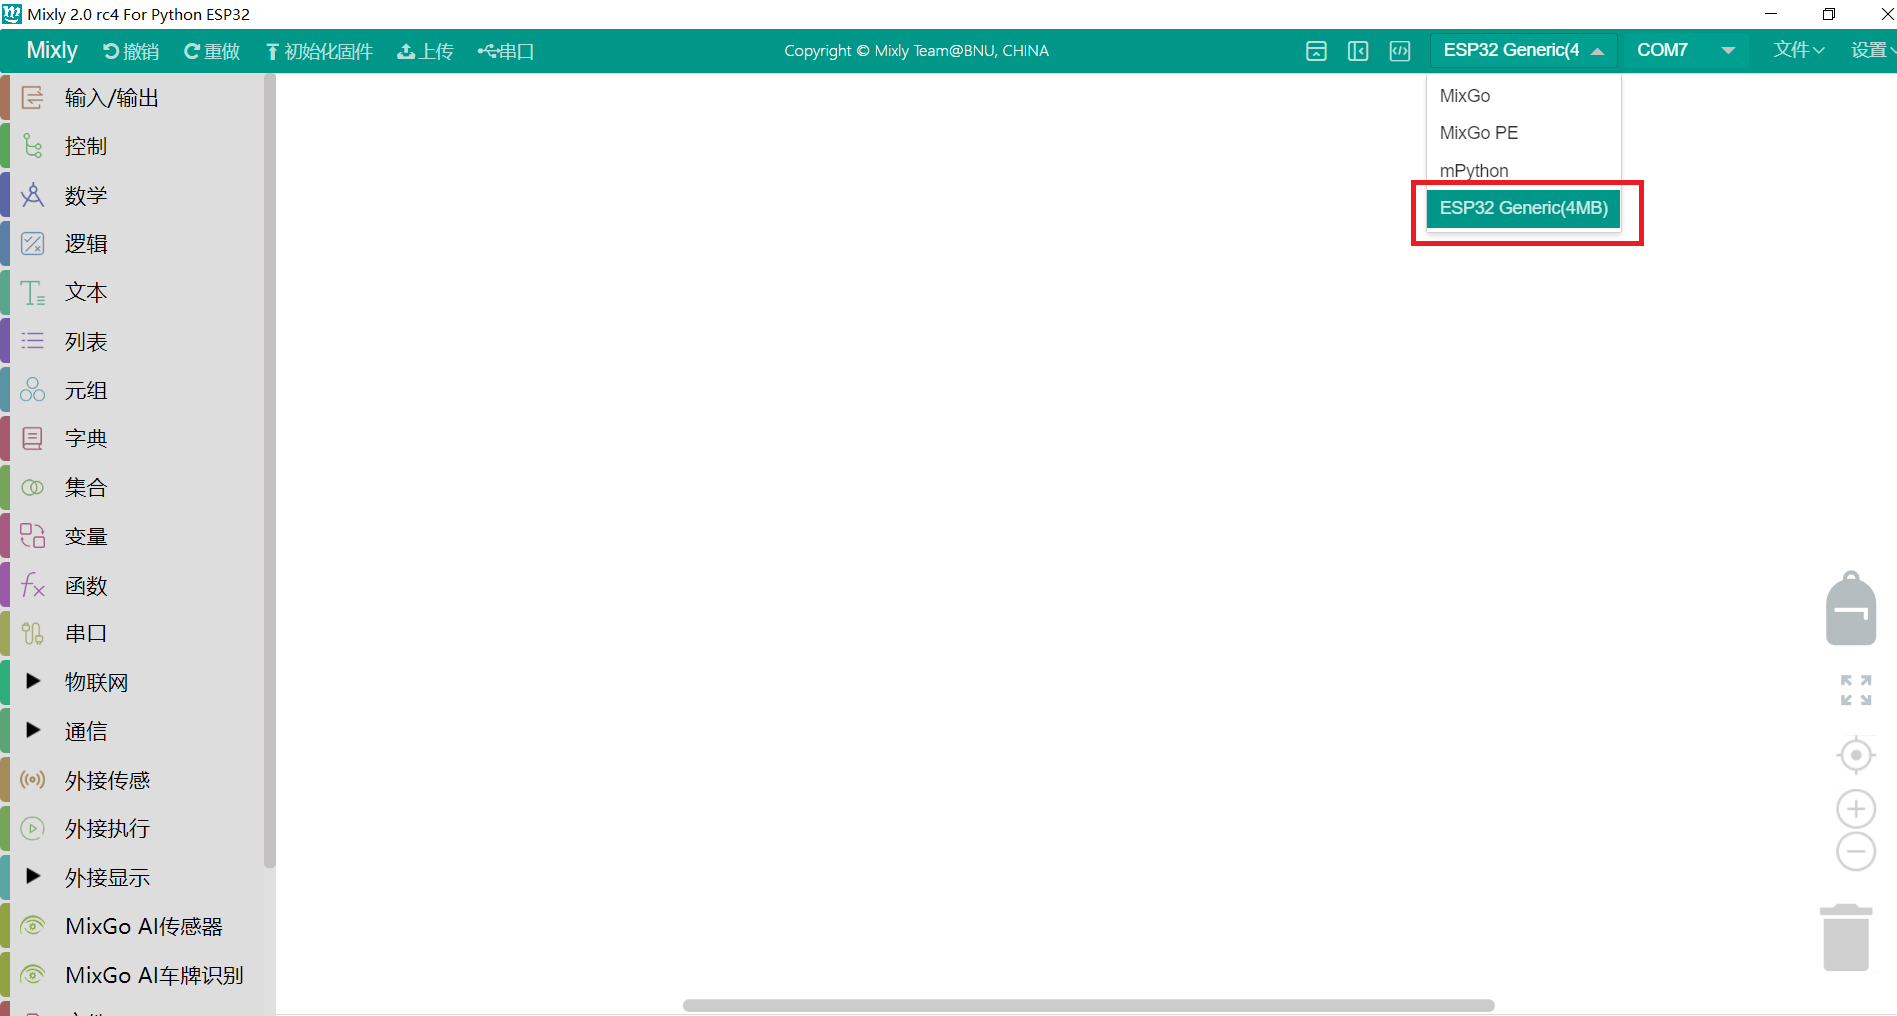 Mixly 2.0 rc4 For Python ESP32
Mixly 撤销 重做 初始化固件 上传 串口 Copyright © Mixly Team@BNU, CHINA ESP32 Generic(4 COM7 文件 设置
MixGo
MixGo PE
mPython
ESP32 Generic(4MB)
输入/输出
控制
数学
逻辑
文本
列表
元组
字典
集合
变量
函数
串口
物联网
通信
外接传感
外接执行
外接显示
MixGo AI传感器
MixGo AI车牌识别